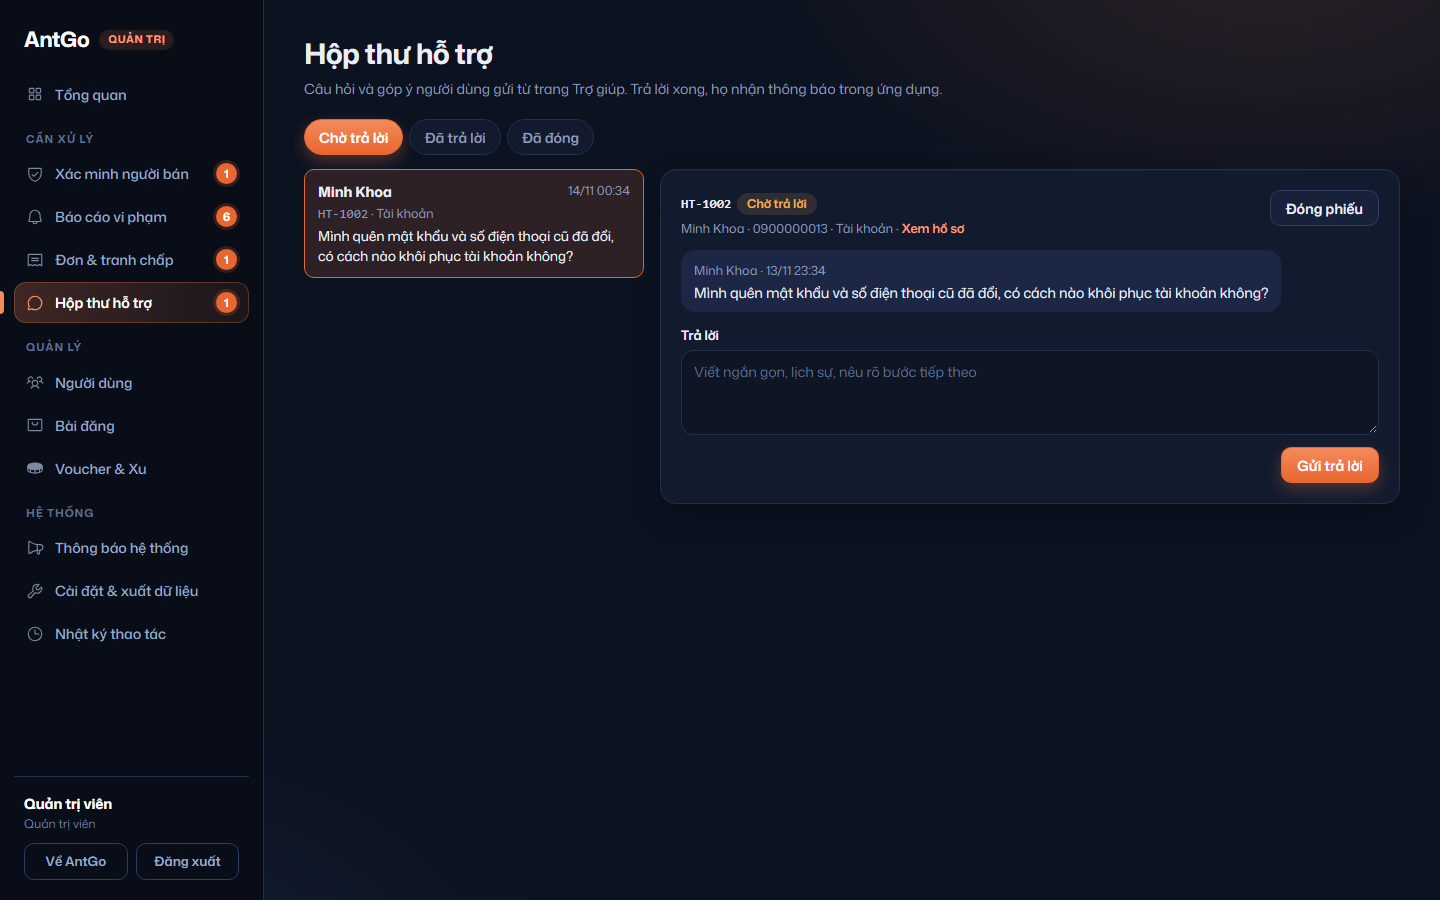 AntGo QUẢN TRỊ
Tổng quan
CẦN XỬ LÝ
Xác minh người bán 1
Báo cáo vi phạm 6
Đơn & tranh chấp 1
Hộp thư hỗ trợ 1
QUẢN LÝ
Người dùng
Bài đăng
Voucher & Xu
HỆ THỐNG
Thông báo hệ thống
Cài đặt & xuất dữ liệu
Nhật ký thao tác
Quản trị viên
Quản trị viên
Về AntGo Đăng xuất
Hộp thư hỗ trợ
Câu hỏi và góp ý người dùng gửi từ trang Trợ giúp. Trả lời xong, họ nhận thông báo trong ứng dụng.
Chờ trả lời Đã trả lời Đã đóng
Minh Khoa 14/11 00:34
HT-1002 · Tài khoản
Mình quên mật khẩu và số điện thoại cũ đã đổi,
có cách nào khôi phục tài khoản không?
HT-1002 Chờ trả lời
Đóng phiếu
Minh Khoa · 0900000013 · Tài khoản · Xem hồ sơ
Minh Khoa · 13/11 23:34
Mình quên mật khẩu và số điện thoại cũ đã đổi, có cách nào khôi phục tài khoản không?
Trả lời
Viết ngắn gọn, lịch sự, nêu rõ bước tiếp theo
Gửi trả lời